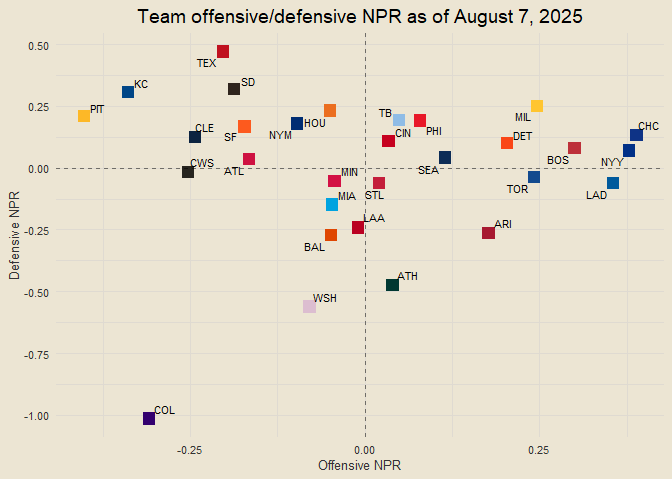 Team offensive/defensive NPR as of August 7, 2025
0.50
TEX
SD
KC
0.25
PIT
MIL
TB
CHC
CLE
SF
NYM
HOU
CIN
PHI
DET
BOS
NYY
0.00
CWS
ATL
MIN
SEA
TOR
LAD
STL
MIA
LAA
ARI
-0.25
BAL
ATH
-0.50
WSH
-0.75
-1.00
COL
Defensive NPR
-0.25
0.00
0.25
Offensive NPR